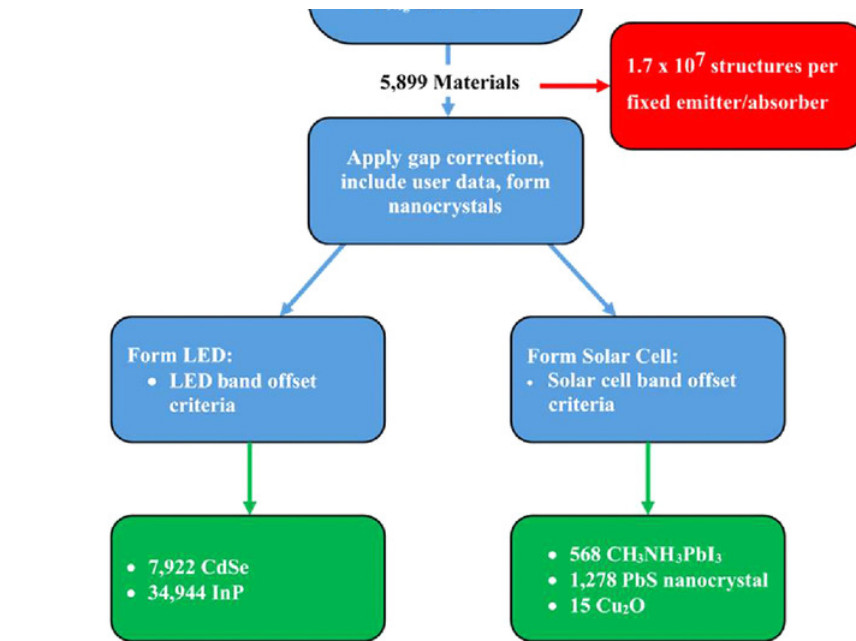 5,899 Materials
1.7 x 10⁷ structures per
fixed emitter/absorber
Apply gap correction,
include user data, form
nanocrystals
Form LED:
• LED band offset
criteria
Form Solar Cell:
• Solar cell band offset
criteria
• 7,922 CdSe
• 34,944 InP
• 568 CH₃NH₃PbI₃
• 1,278 PbS nanocrystal
• 15 Cu₂O